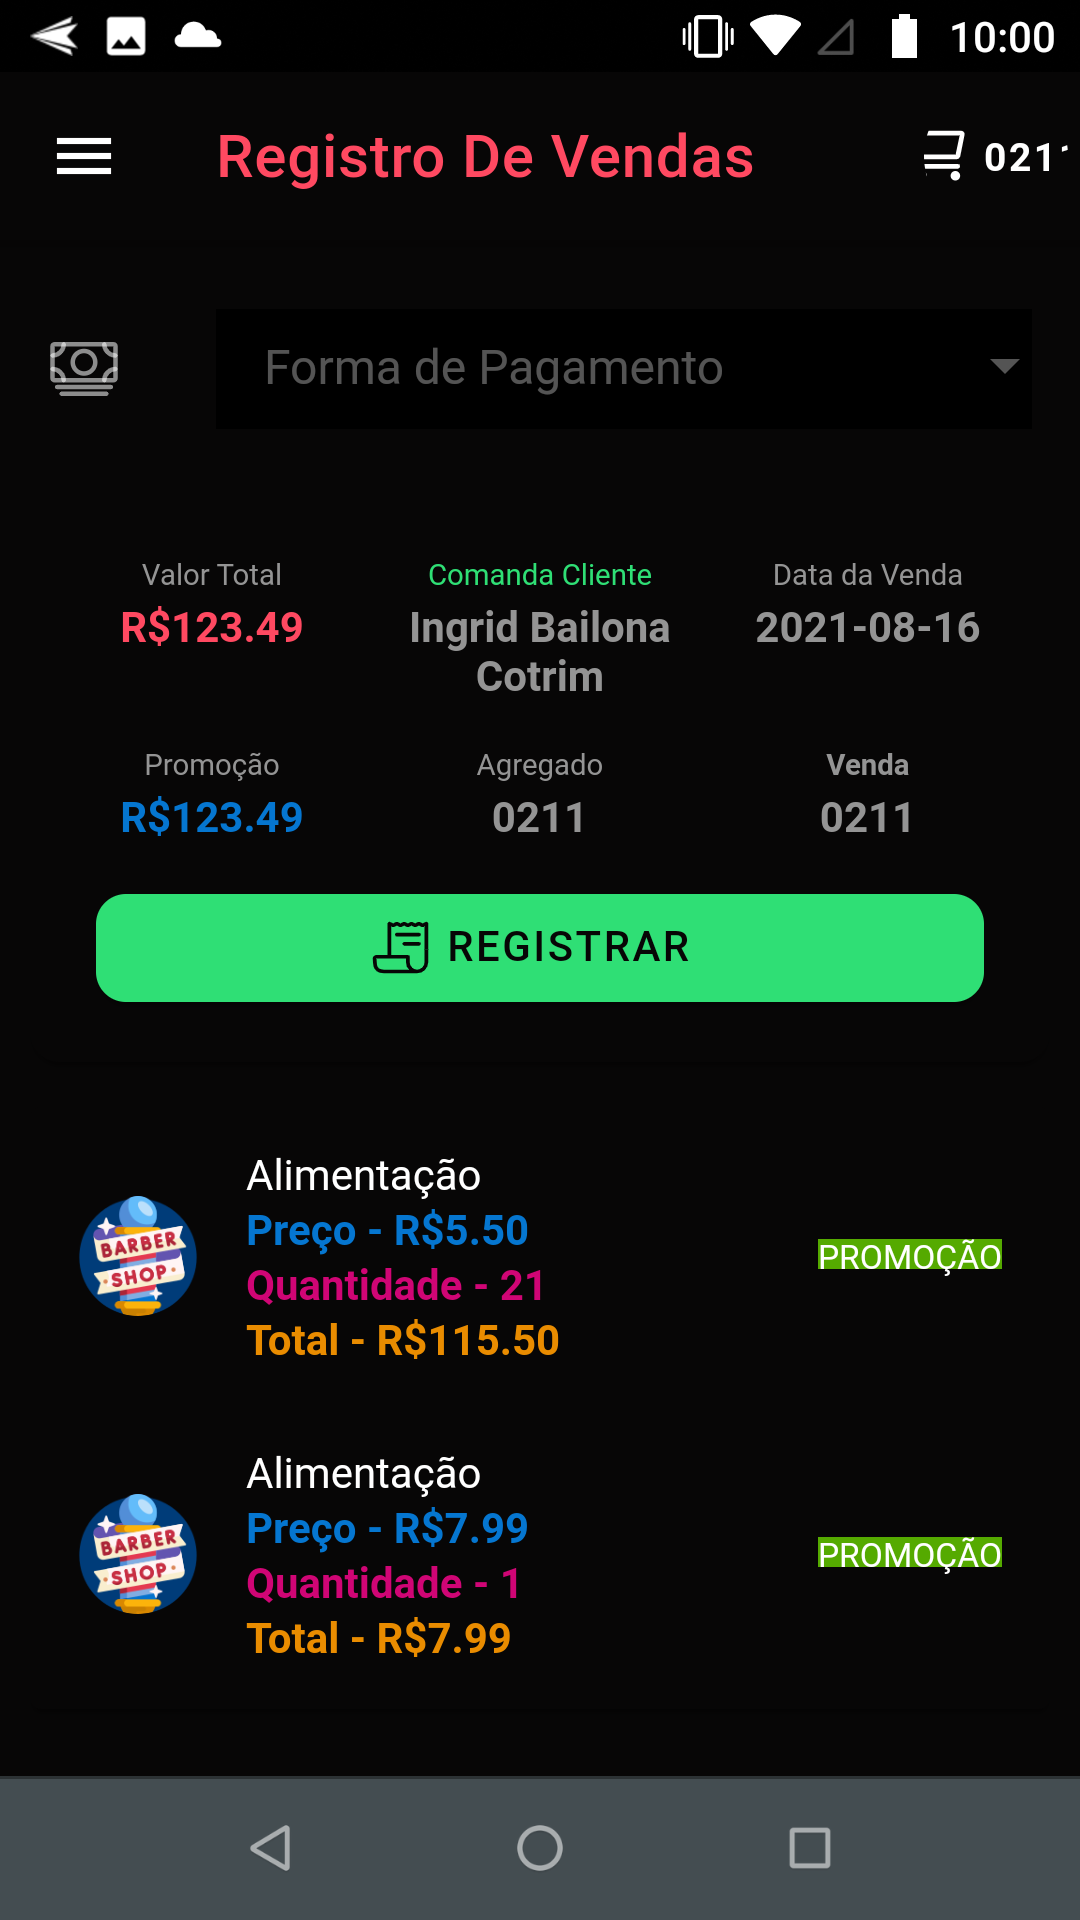 10:00
Registro De Vendas
021
Forma de Pagamento
Valor Total
R$123.49
Comanda Cliente
Ingrid Bailona
Cotrim
Data da Venda
2021-08-16
Promoção
R$123.49
Agregado
0211
Venda
0211
REGISTRAR
BARBER
SHOP
Alimentação
Preço - R$5.50
Quantidade - 21
Total - R$115.50
PROMOÇÃO
BARBER
SHOP
Alimentação
Preço - R$7.99
Quantidade - 1
Total - R$7.99
PROMOÇÃO